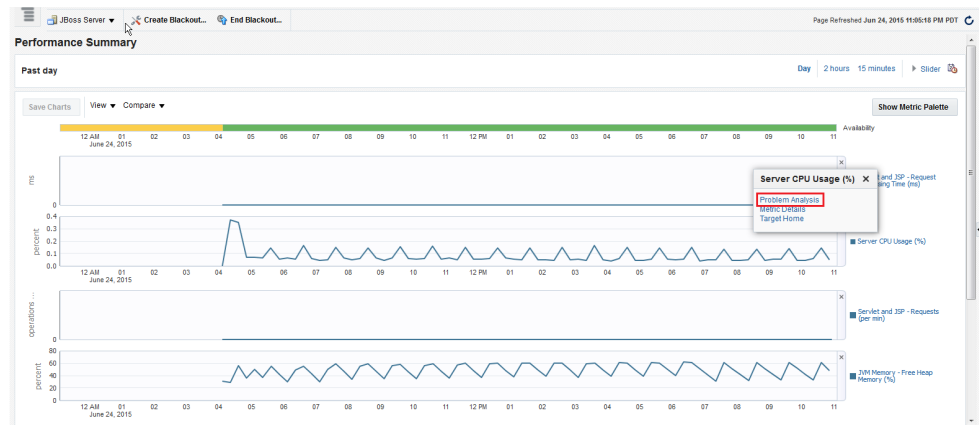 JBoss Server ▼ Create Blackout... End Blackout... Page Refreshed Jun 24, 2015 11:05:18 PM PDT
Performance Summary
Past day Day 2 hours 15 minutes Slider
Save Charts View ▼ Compare ▼ Show Metric Palette
Availability
12 AM 01 02 03 04 05 06 07 08 09 10 11 12 PM 01 02 03 04 05 06 07 08 09 10 11
June 24, 2015
ms
0
Server CPU Usage (%) ×
Problem Analysis
Metric Details
Target Home
and JSP - Request
Time (ms)
percent
0.4
0.3
0.2
0.1
0.0
Server CPU Usage (%)
12 AM 01 02 03 04 05 06 07 08 09 10 11 12 PM 01 02 03 04 05 06 07 08 09 10 11
June 24, 2015
operations ...
0
Servlet and JSP - Requests
(per min)
percent
80
60
40
20
0
JVM Memory - Free Heap
Memory (%)
12 AM 01 02 03 04 05 06 07 08 09 10 11 12 PM 01 02 03 04 05 06 07 08 09 10 11
June 24, 2015